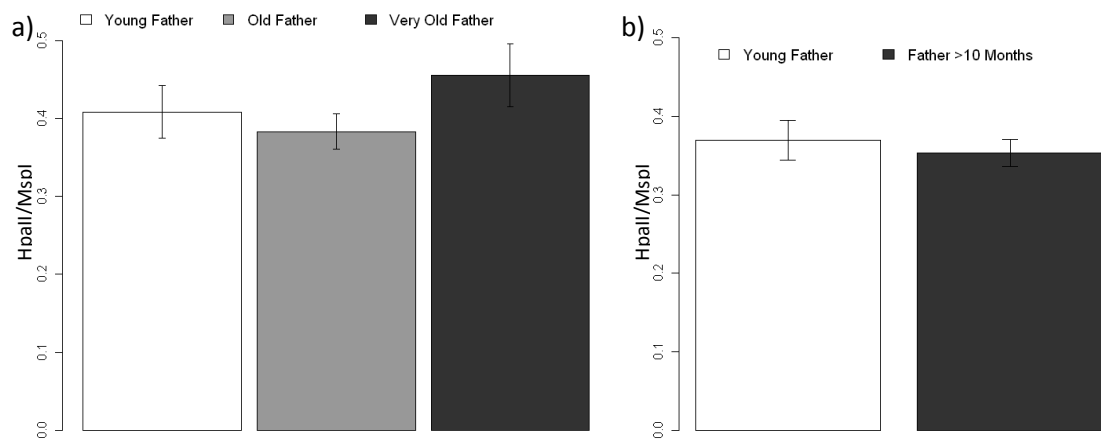 a) Young Father Old Father Very Old Father
HpaII/MspI
0.5
0.4
0.3
0.2
0.1
0.0
b)
Young Father Father >10 Months
HpaII/MspI
0.5
0.4
0.3
0.2
0.1
0.0